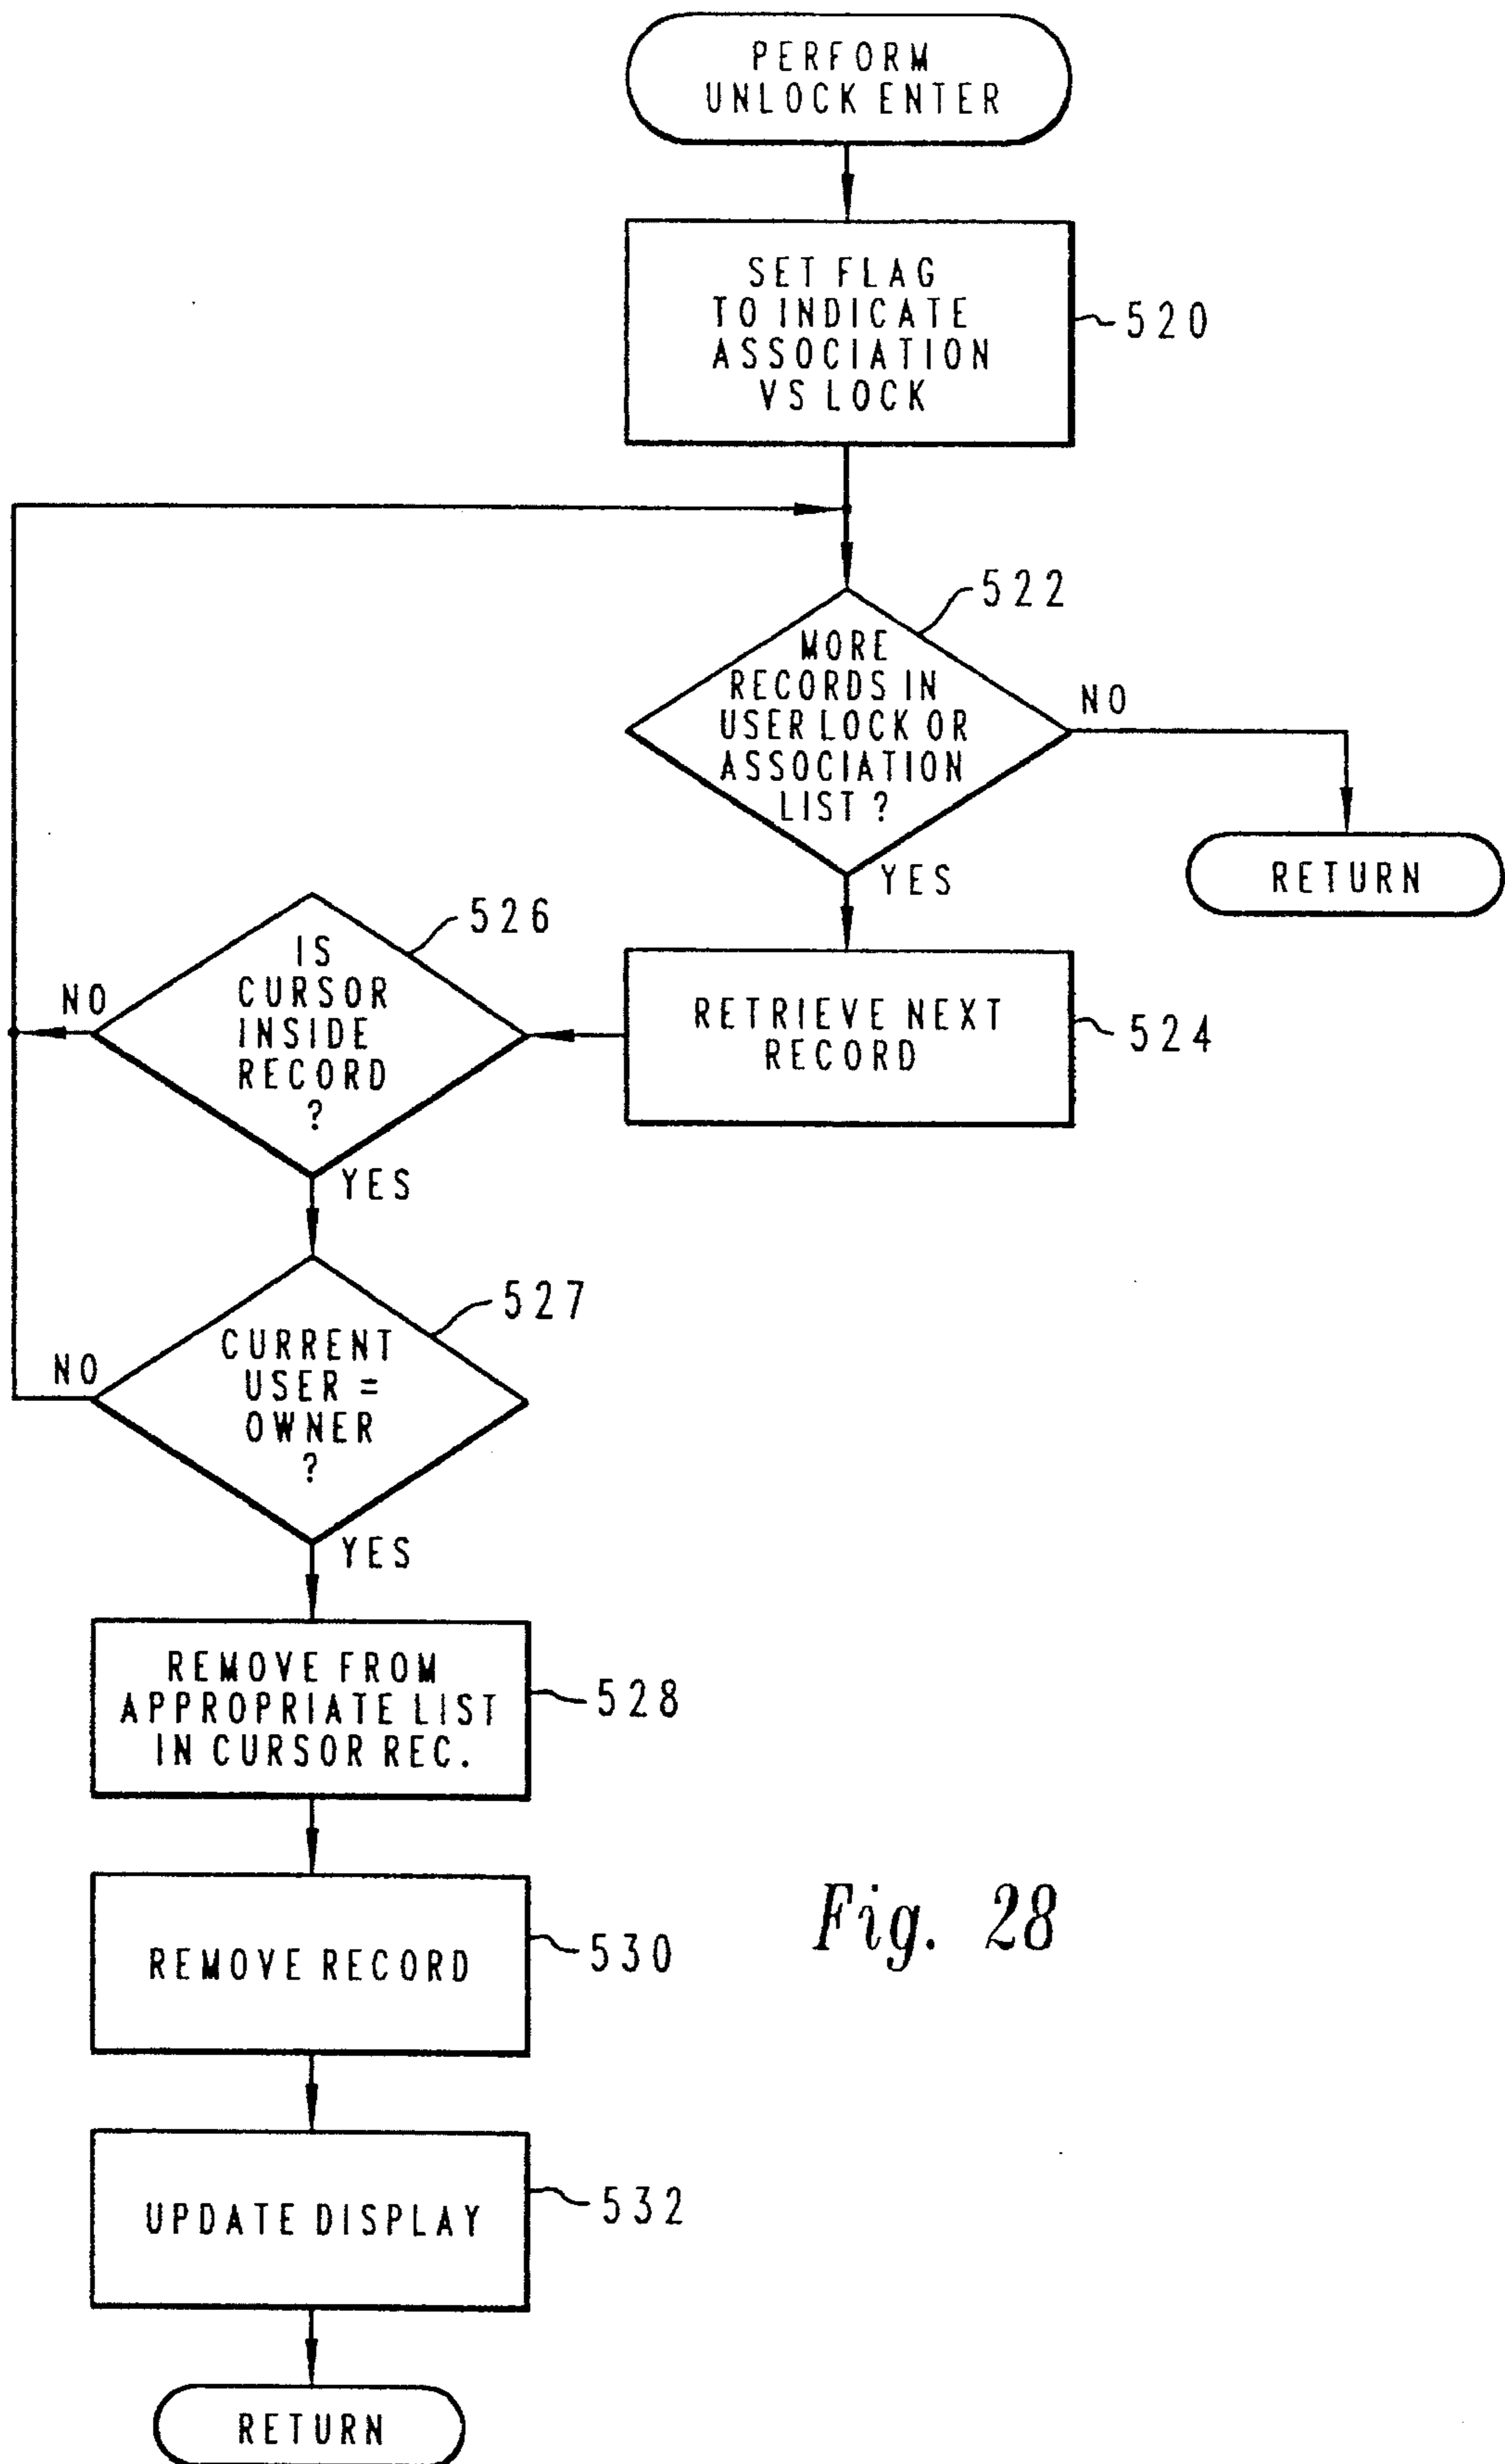 PERFORM
UNLOCK ENTER
SET FLAG
TO INDICATE
ASSOCIATION
VS LOCK
520
522
MORE
RECORDS IN
USER LOCK OR
ASSOCIATION
LIST ?
NO
YES
RETURN
526
IS
CURSOR
INSIDE
RECORD
?
NO
RETRIEVE NEXT
RECORD
524
YES
527
CURRENT
USER =
OWNER
?
NO
YES
REMOVE FROM
APPROPRIATE LIST
IN CURSOR REC.
528
REMOVE RECORD
530
Fig. 28
UPDATE DISPLAY
532
RETURN